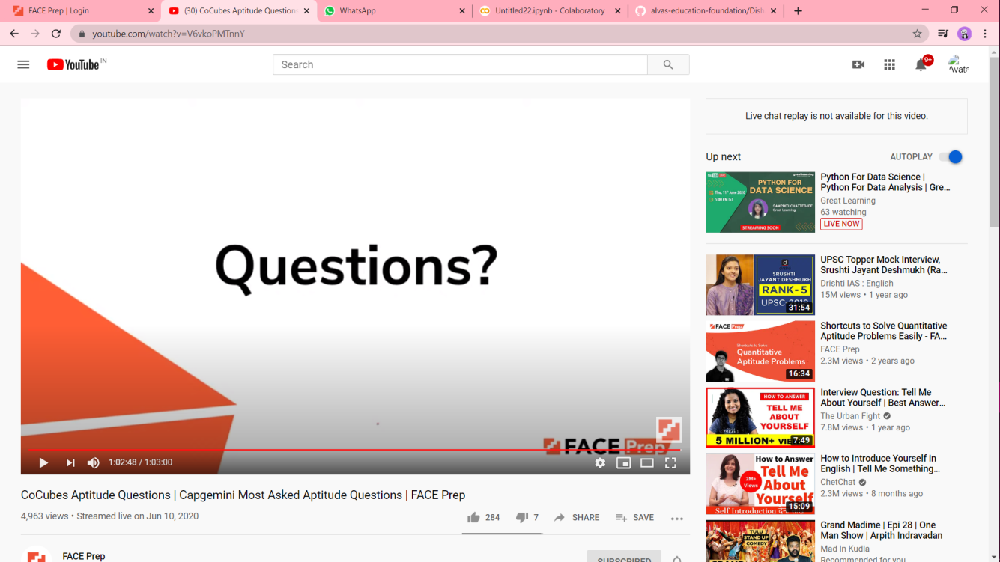 FACE Prep | Login
(30) CoCubes Aptitude Question
WhatsApp
Untitled22.ipynb - Colaboratory
alvas-education-foundation/Dish
youtube.com/watch?v=V6vkoPMTnnY
YouTube IN
Search
9+
Avata
Questions?
FACE Prep
1:02:48 / 1:03:00
CoCubes Aptitude Questions | Capgemini Most Asked Aptitude Questions | FACE Prep
4,963 views • Streamed live on Jun 10, 2020
284
7
SHARE
SAVE
FACE Prep
SUBSCRIBED
Live chat replay is not available for this video.
Up next
AUTOPLAY
PYTHON FOR
DATA SCIENCE
Thu, 11th June 2020
5:00 PM IST
SAMPRITI CHATTERJEE
Great Learning
STREAMING SOON
Python For Data Science |
Python For Data Analysis | Gre...
Great Learning
63 watching
LIVE NOW
SRUSHTI
JAYANT DESHMUKH
RANK- 5
UPSC-2018
31:54
UPSC Topper Mock Interview,
Srushti Jayant Deshmukh (Ra...
Drishti IAS : English
15M views • 1 year ago
FACE Prep
Shortcuts to Solve
Quantitative
Aptitude Problems
16:34
Shortcuts to Solve Quantitative
Aptitude Problems Easily - FA...
FACE Prep
2.3M views • 2 years ago
HOW TO ANSWER
TELL ME
ABOUT
YOURSELF
5 MILLION+
7:49
Interview Question: Tell Me
About Yourself | Best Answer...
The Urban Fight
7.8M views • 1 year ago
How to Answer
2M+
Views
Tell Me
About
Yourself
Self Introduction
15:09
How to Introduce Yourself in
English | Tell Me Something...
ChetChat
2.3M views • 8 months ago
TULU
STAND UP
COMEDY
Grand Madime | Epi 28 | One
Man Show | Arpith Indravadan
Mad In Kudla
Recommended for you